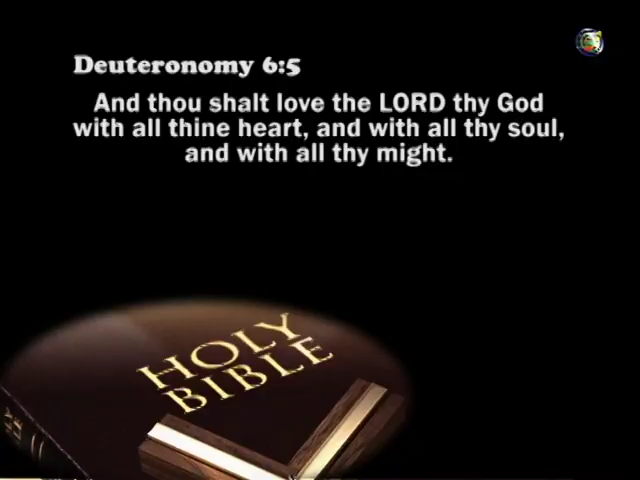 Deuteronomy 6:5
And thou shalt love the LORD thy God
with all thine heart, and with all thy soul,
and with all thy might.
HOLY
BIBLE